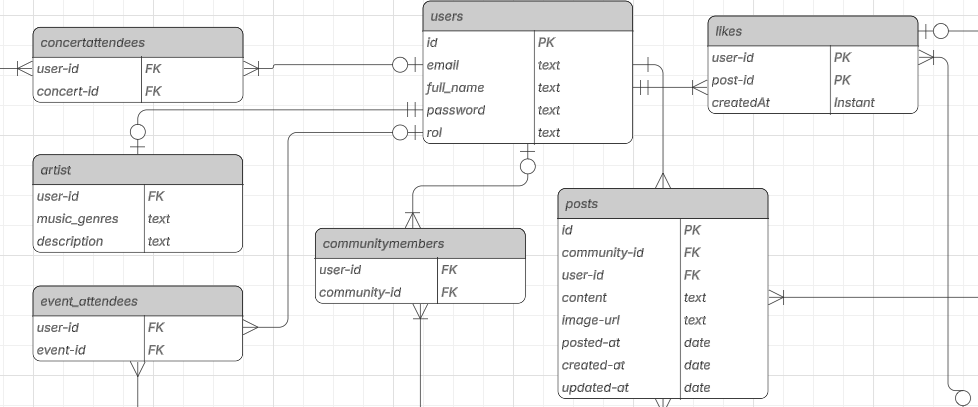 concertattendees
user-id FK
concert-id FK
users
id PK
email text
full_name text
password text
rol text
likes
user-id PK
post-id PK
createdAt Instant
artist
user-id FK
music_genres text
description text
communitymembers
user-id FK
community-id FK
posts
id PK
community-id FK
user-id FK
content text
image-url text
posted-at date
created-at date
updated-at date
event_attendees
user-id FK
event-id FK